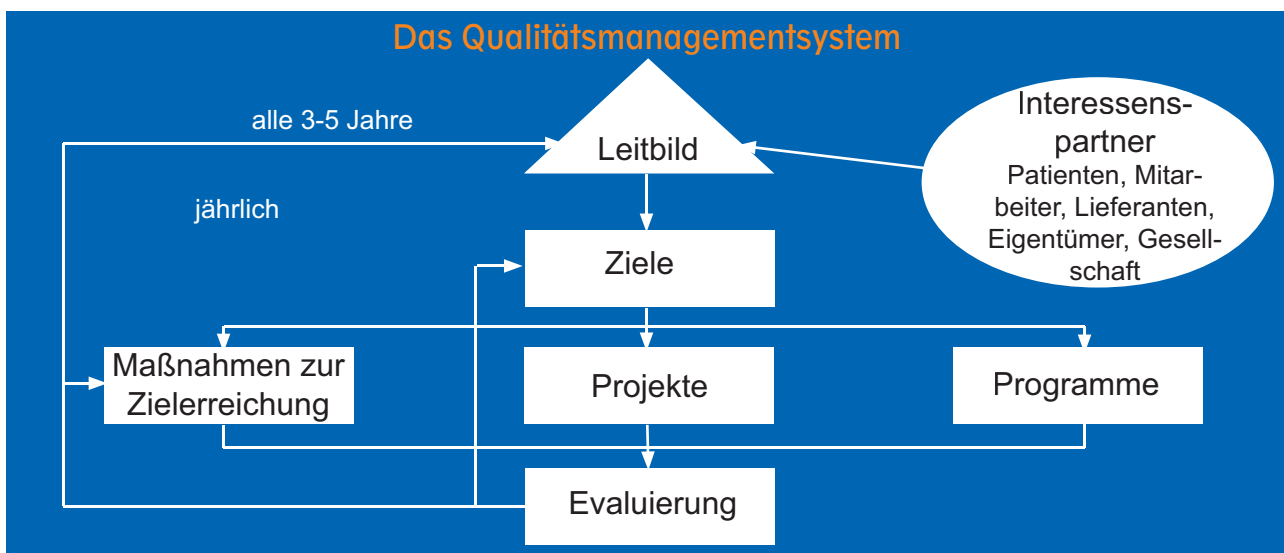 Das Qualitätsmanagementsystem
alle 3-5 Jahre
Leitbild
Interessens-
partner
Patienten, Mitar-
beiter, Lieferanten,
Eigentümer, Gesell-
schaft
jährlich
Ziele
Maßnahmen zur
Zielerreichung
Projekte
Programme
Evaluierung